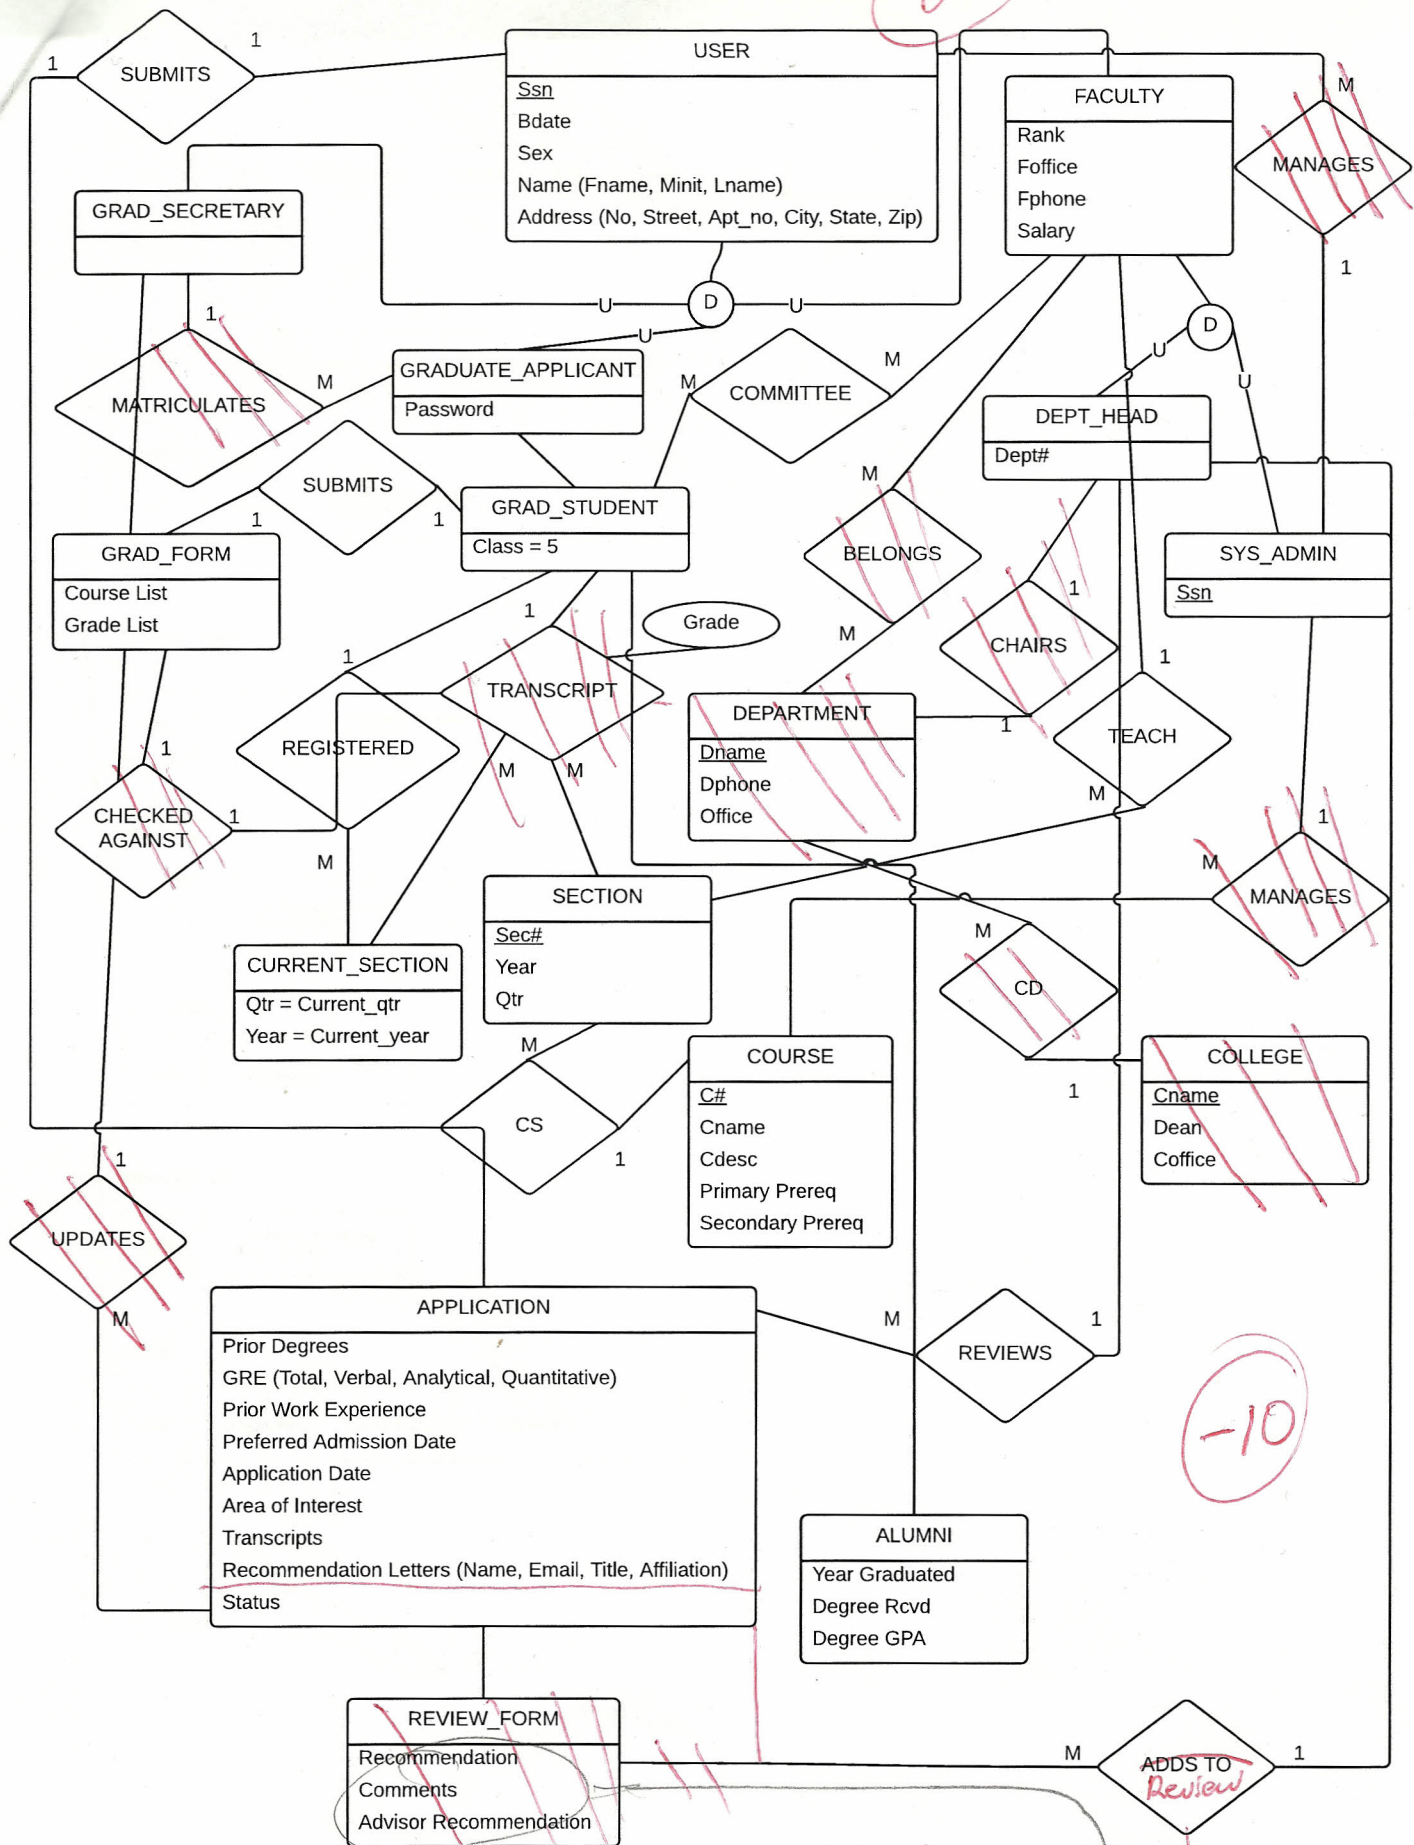 1
SUBMITS
1
USER
Ssn
Bdate
Sex
Name (Fname, Minit, Lname)
Address (No, Street, Apt_no, City, State, Zip)
FACULTY
Rank
Foffice
Fphone
Salary
M
MANAGES
1
GRAD_SECRETARY
U
D
U
U
1
MATRICULATES
M
GRADUATE_APPLICANT
Password
M
COMMITTEE
M
D
U
U
DEPT_HEAD
Dept#
SUBMITS
1
1
GRAD_STUDENT
Class = 5
M
BELONGS
M
GRAD_FORM
Course List
Grade List
SYS_ADMIN
Ssn
1
CHAIRS
1
Grade
1
TRANSCRIPT
M
M
1
REGISTERED
M
DEPARTMENT
Dname
Dphone
Office
1
TEACH
M
1
CHECKED
AGAINST
1
1
M
MANAGES
SECTION
Sec#
Year
Qtr
CURRENT_SECTION
Qtr = Current_qtr
Year = Current_year
M
CD
1
M
CS
1
COURSE
C#
Cname
Cdesc
Primary Prereq
Secondary Prereq
COLLEGE
Cname
Dean
Coffice
1
UPDATES
M
APPLICATION
Prior Degrees
GRE (Total, Verbal, Analytical, Quantitative)
Prior Work Experience
Preferred Admission Date
Application Date
Area of Interest
Transcripts
Recommendation Letters (Name, Email, Title, Affiliation)
Status
M
REVIEWS
1
-10
ALUMNI
Year Graduated
Degree Rcvd
Degree GPA
REVIEW_FORM
Recommendation
Comments
Advisor Recommendation
M
ADDS TO
Review
1